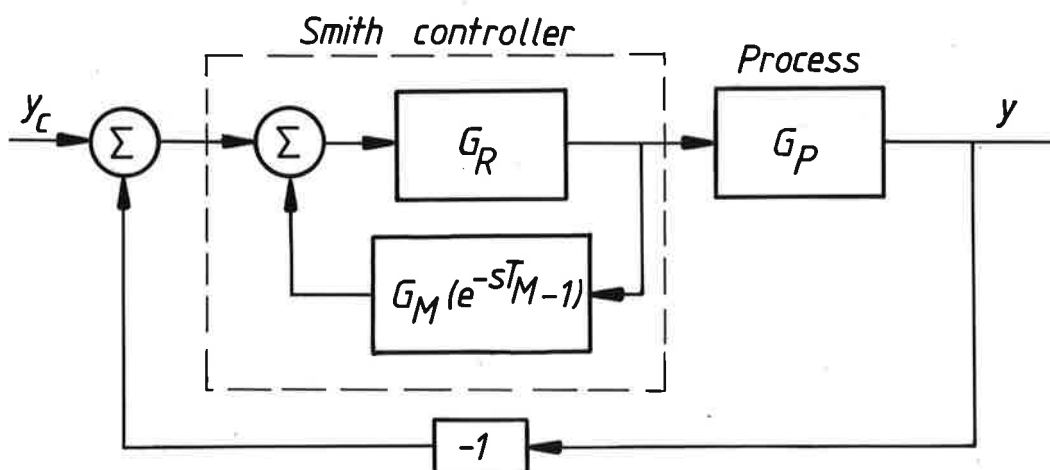 Smith controller
Process
y_c
Σ
Σ
G_R
G_P
y
G_M(e^{-sT_M}-1)
-1